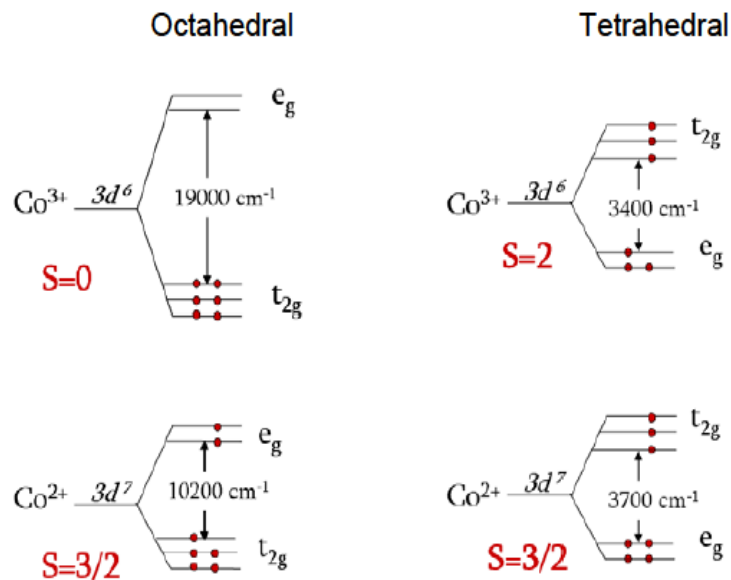 Octahedral
Tetrahedral
e_g
Co³⁺ 3d⁶
19000 cm⁻¹
S=0
t_2g
t_2g
Co³⁺ 3d⁶
3400 cm⁻¹
S=2
e_g
e_g
Co²⁺ 3d⁷
10200 cm⁻¹
S=3/2
t_2g
t_2g
Co²⁺ 3d⁷
3700 cm⁻¹
S=3/2
e_g